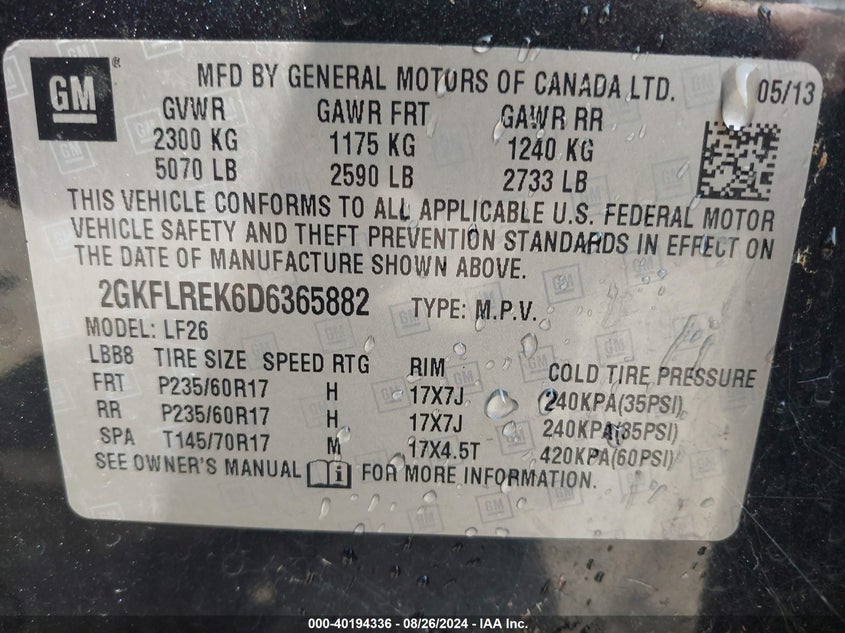 GM ®
MFD BY GENERAL MOTORS OF CANADA LTD. 05/13
GVWR GAWR FRT GAWR RR
2300 KG 1175 KG 1240 KG
5070 LB 2590 LB 2733 LB
THIS VEHICLE CONFORMS TO ALL APPLICABLE U.S. FEDERAL MOTOR
VEHICLE SAFETY AND THEFT PREVENTION STANDARDS IN EFFECT ON
THE DATE OF MANUFACTURE SHOWN ABOVE.
2GKFLREK6D6365882 TYPE: M.P.V.
MODEL: LF26
LBB8 TIRE SIZE SPEED RTG RIM COLD TIRE PRESSURE
FRT P235/60R17 H 17X7J 240KPA(35PSI)
RR P235/60R17 H 17X7J 240KPA(35PSI)
SPA T145/70R17 M 17X4.5T 420KPA(60PSI)
SEE OWNER'S MANUAL i FOR MORE INFORMATION.
000-40194336 - 08/26/2024 - IAA Inc.